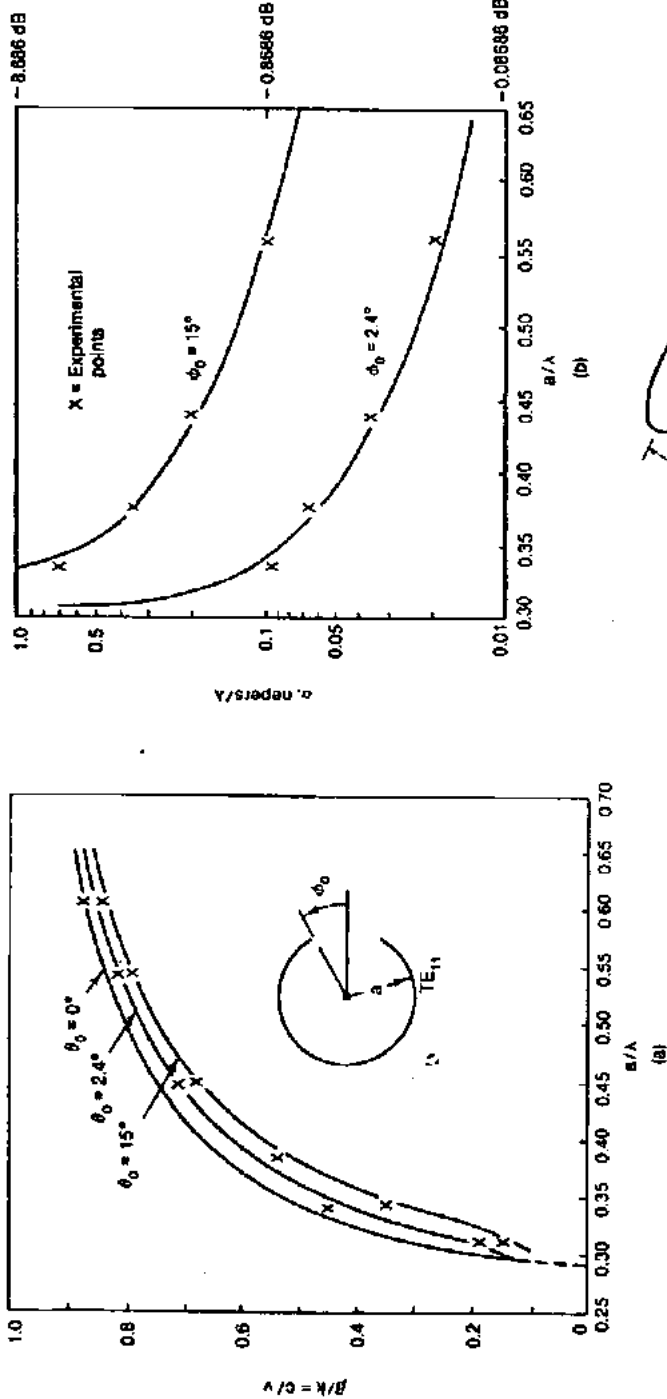 β/k = c/v
1.0
0.8
0.6
0.4
0.2
0
0.25
0.30
0.35
0.40
0.45
0.50
0.55
0.60
0.65
0.70
a/λ
(a)
θ₀ = 0°
θ₀ = 2.4°
θ₀ = 15°
ϕ₀
a
TE₁₁
α, nepers/λ
1.0
0.5
0.1
0.05
0.01
0.30
0.35
0.40
0.45
0.50
0.55
0.60
0.65
a/λ
(b)
X = Experimental
points
ϕ₀ = 15°
ϕ₀ = 2.4°
-8.686 dB
-0.8686 dB
-0.08686 dB